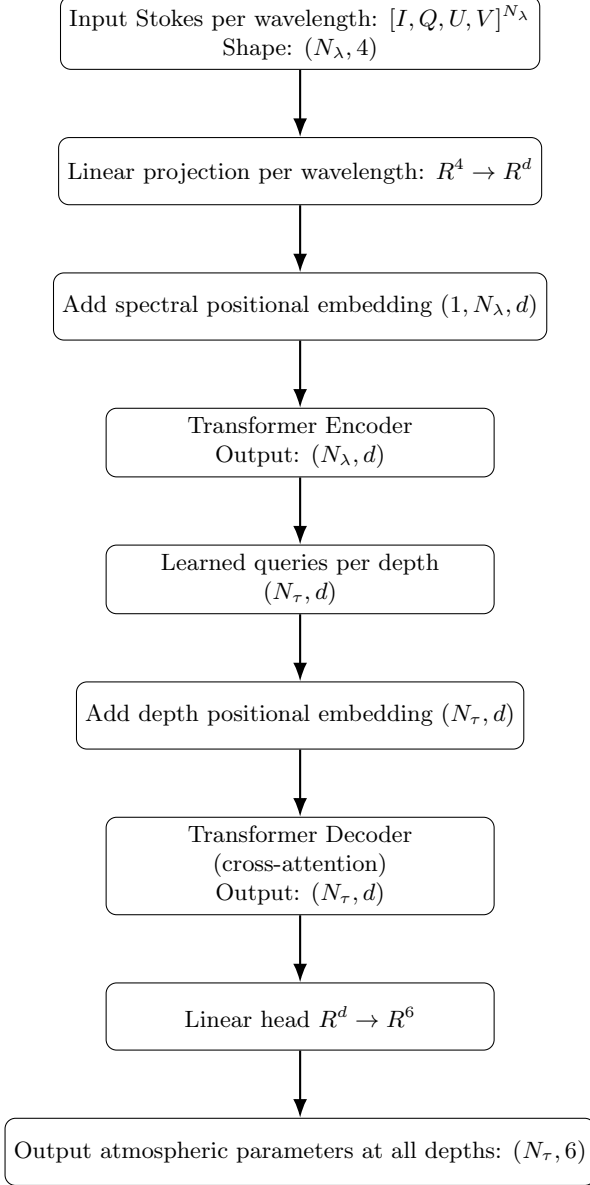 Input Stokes per wavelength: [I, Q, U, V]^{N_λ}
Shape: (N_λ, 4)
Linear projection per wavelength: R^4 → R^d
Add spectral positional embedding (1, N_λ, d)
Transformer Encoder
Output: (N_λ, d)
Learned queries per depth
(N_τ, d)
Add depth positional embedding (N_τ, d)
Transformer Decoder
(cross-attention)
Output: (N_τ, d)
Linear head R^d → R^6
Output atmospheric parameters at all depths: (N_τ, 6)